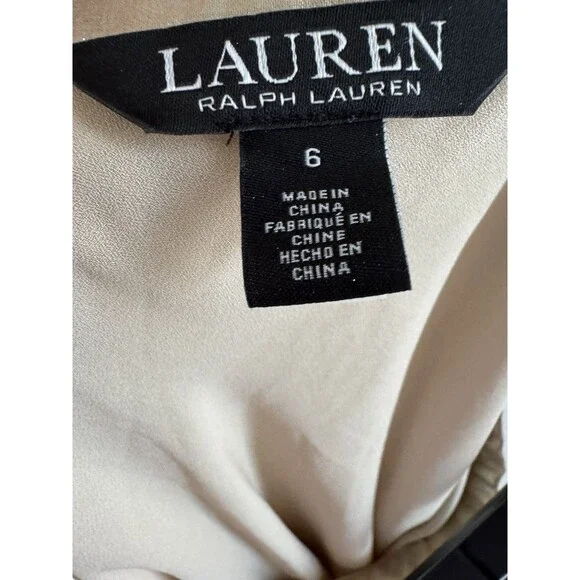 LAUREN
RALPH LAUREN
6
MADE IN
CHINA
FABRIQUÉ EN
CHINE
HECHO EN
CHINA